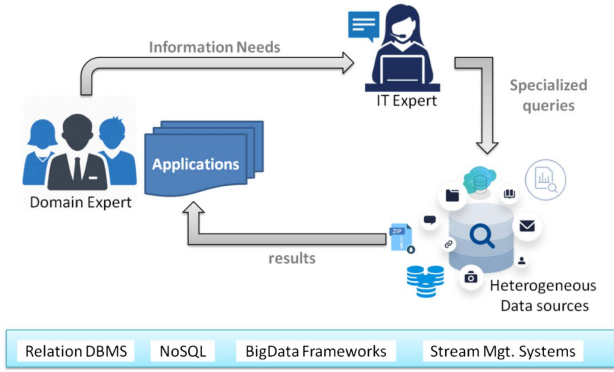 Information Needs
IT Expert
Specialized
queries
Applications
Domain Expert
ZIP
results
Heterogeneous
Data sources
Relation DBMS
NoSQL
BigData Frameworks
Stream Mgt. Systems